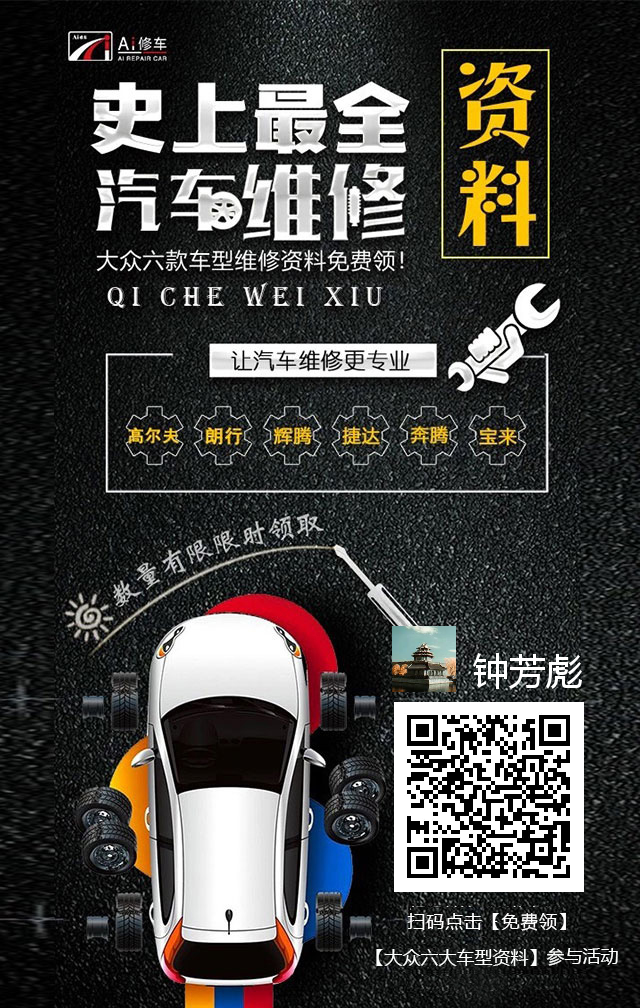 Aies
Ai修车
AI REPAIR CAR
史上最全
汽车维修
资料
大众六款车型维修资料免费领!
QI CHE WEI XIU
让汽车维修更专业
高尔夫 朗行 辉腾 捷达 奔腾 宝来
数量有限限时领取
钟芳彪
扫码点击【免费领】
【大众六大车型资料】参与活动